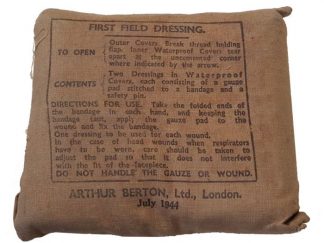 FIRST FIELD DRESSING.
TO OPEN { Outer Covers. Break thread holding
flap. Inner Waterproof Covers tear
apart at the uncemented corner
where indicated by the arrow.
CONTENTS { Two Dressings in Waterproof
Covers, each consisting of a gauze
pad stitched to a bandage and a
safety pin.
DIRECTIONS FOR USE. Take the folded ends of
the bandage in each hand, and keeping the
bandage taut, apply the gauze pad to the
wound and fix the bandage.
One dressing to be used for each wound.
In the case of head wounds when respirators
have to be worn, care should be taken to
adjust the pad so that it does not interfere
with the fit of the facepiece.
DO NOT HANDLE THE GAUZE OR WOUND.
ARTHUR BERTON, Ltd., London.
July 1944